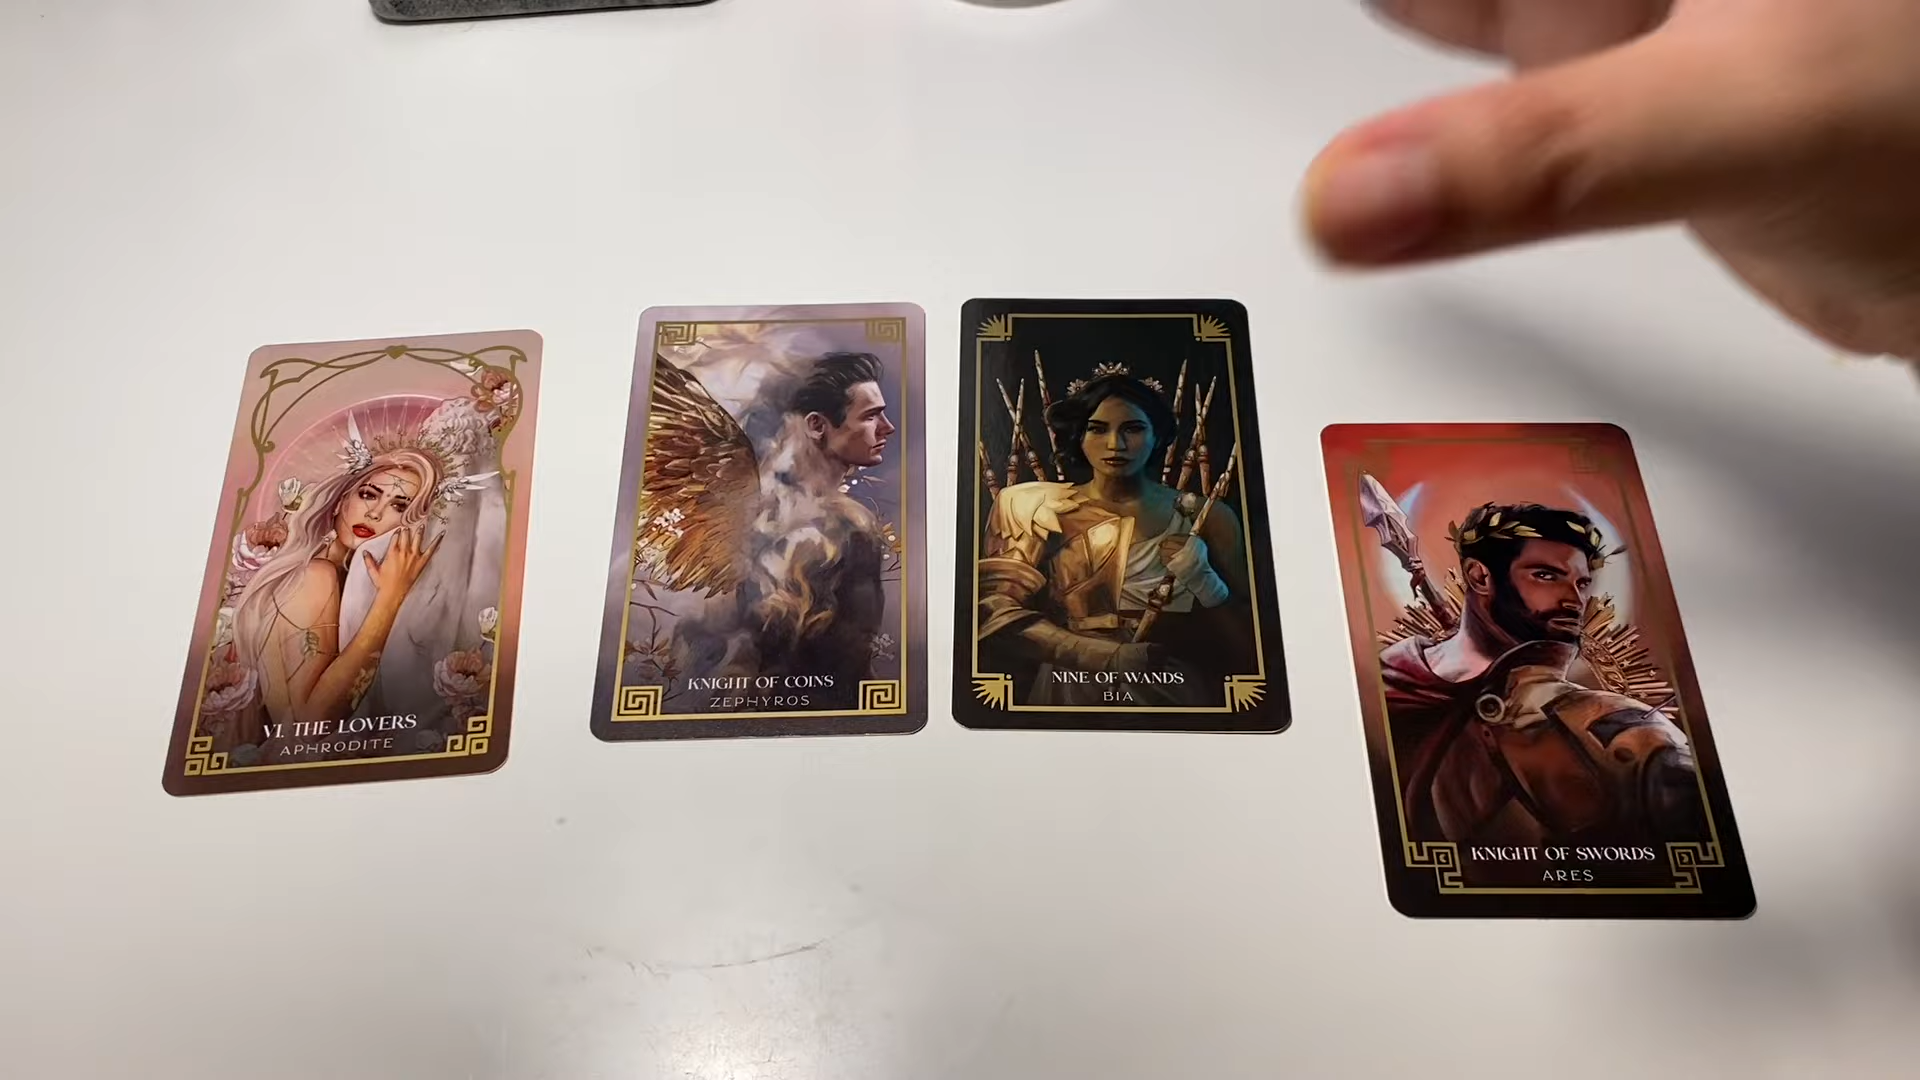 VI. THE LOVERS
APHRODITE
KNIGHT OF COINS
ZEPHYROS
NINE OF WANDS
BIA
KNIGHT OF SWORDS
ARES